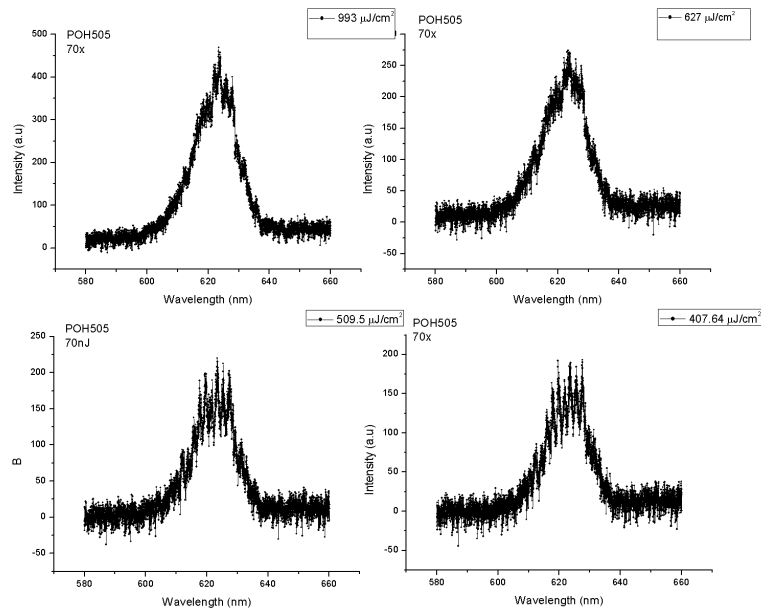 POH505
70x
993 µJ/cm²
500
400
300
200
100
0
Intensity (a.u)
580 600 620 640 660
Wavelength (nm)
POH505
70x
627 µJ/cm²
250
200
150
100
50
0
-50
Intensity (a.u)
580 600 620 640 660
Wavelength (nm)
POH505
70nJ
509.5 µJ/cm²
250
200
150
100
50
0
-50
B
580 600 620 640 660
Wavelength (nm)
POH505
70x
407.64 µJ/cm²
200
150
100
50
0
-50
Intensity (a.u)
580 600 620 640 660
Wavelength (nm)